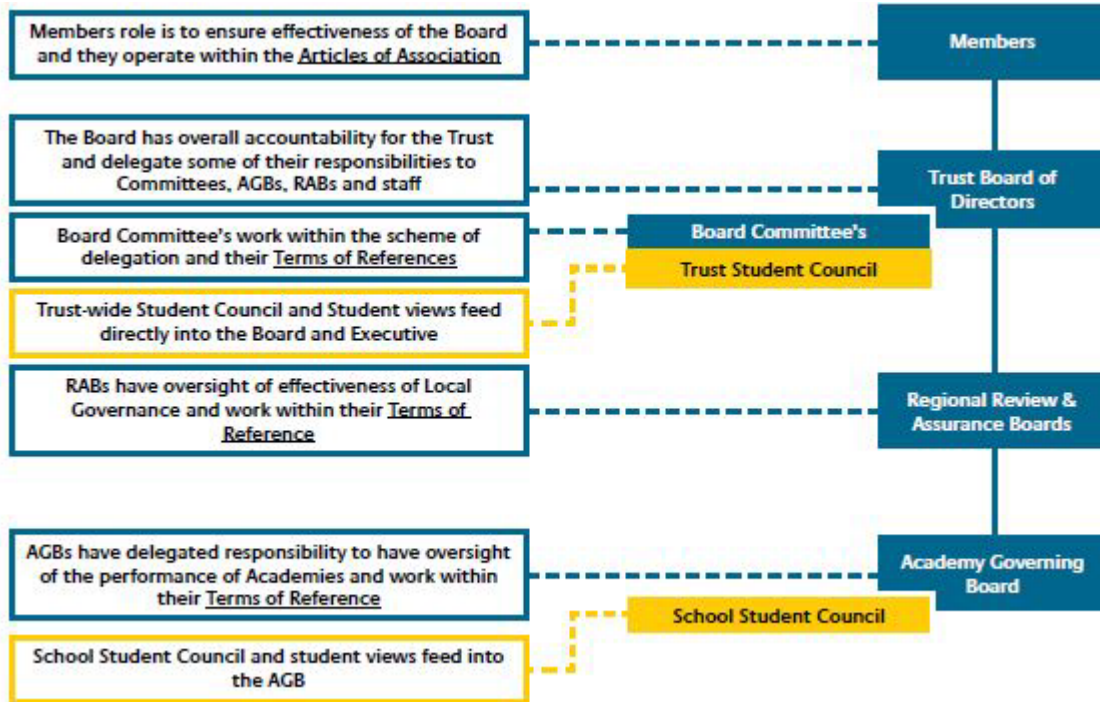 Members role is to ensure effectiveness of the Board
and they operate within the Articles of Association
Members
The Board has overall accountability for the Trust
and delegate some of their responsibilities to
Committees, AGBs, RABs and staff
Trust Board of
Directors
Board Committee's work within the scheme of
delegation and their Terms of References
Board Committee's
Trust Student Council
Trust-wide Student Council and Student views feed
directly into the Board and Executive
RABs have oversight of effectiveness of Local
Governance and work within their Terms of
Reference
Regional Review &
Assurance Boards
AGBs have delegated responsibility to have oversight
of the performance of Academies and work within
their Terms of Reference
Academy Governing
Board
School Student Council
School Student Council and student views feed into
the AGB